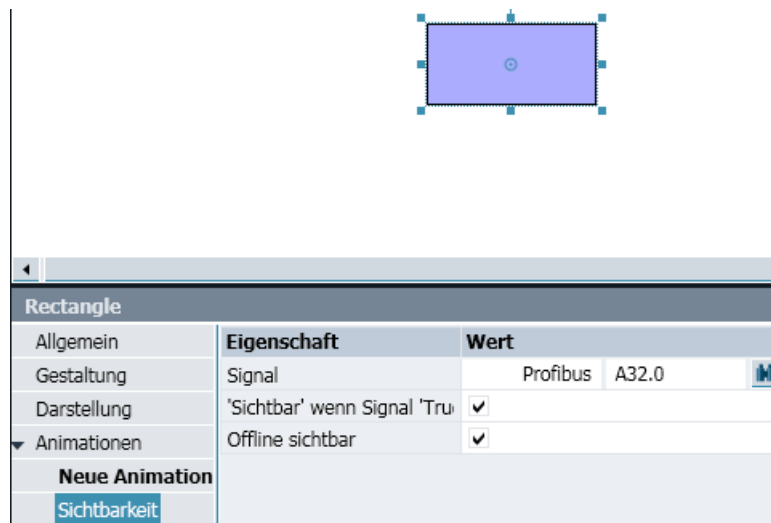 Rectangle
Allgemein
Eigenschaft Wert
Gestaltung
Signal Profibus A32.0
Darstellung
'Sichtbar' wenn Signal 'Tru
Animationen
Offline sichtbar
Neue Animation
Sichtbarkeit